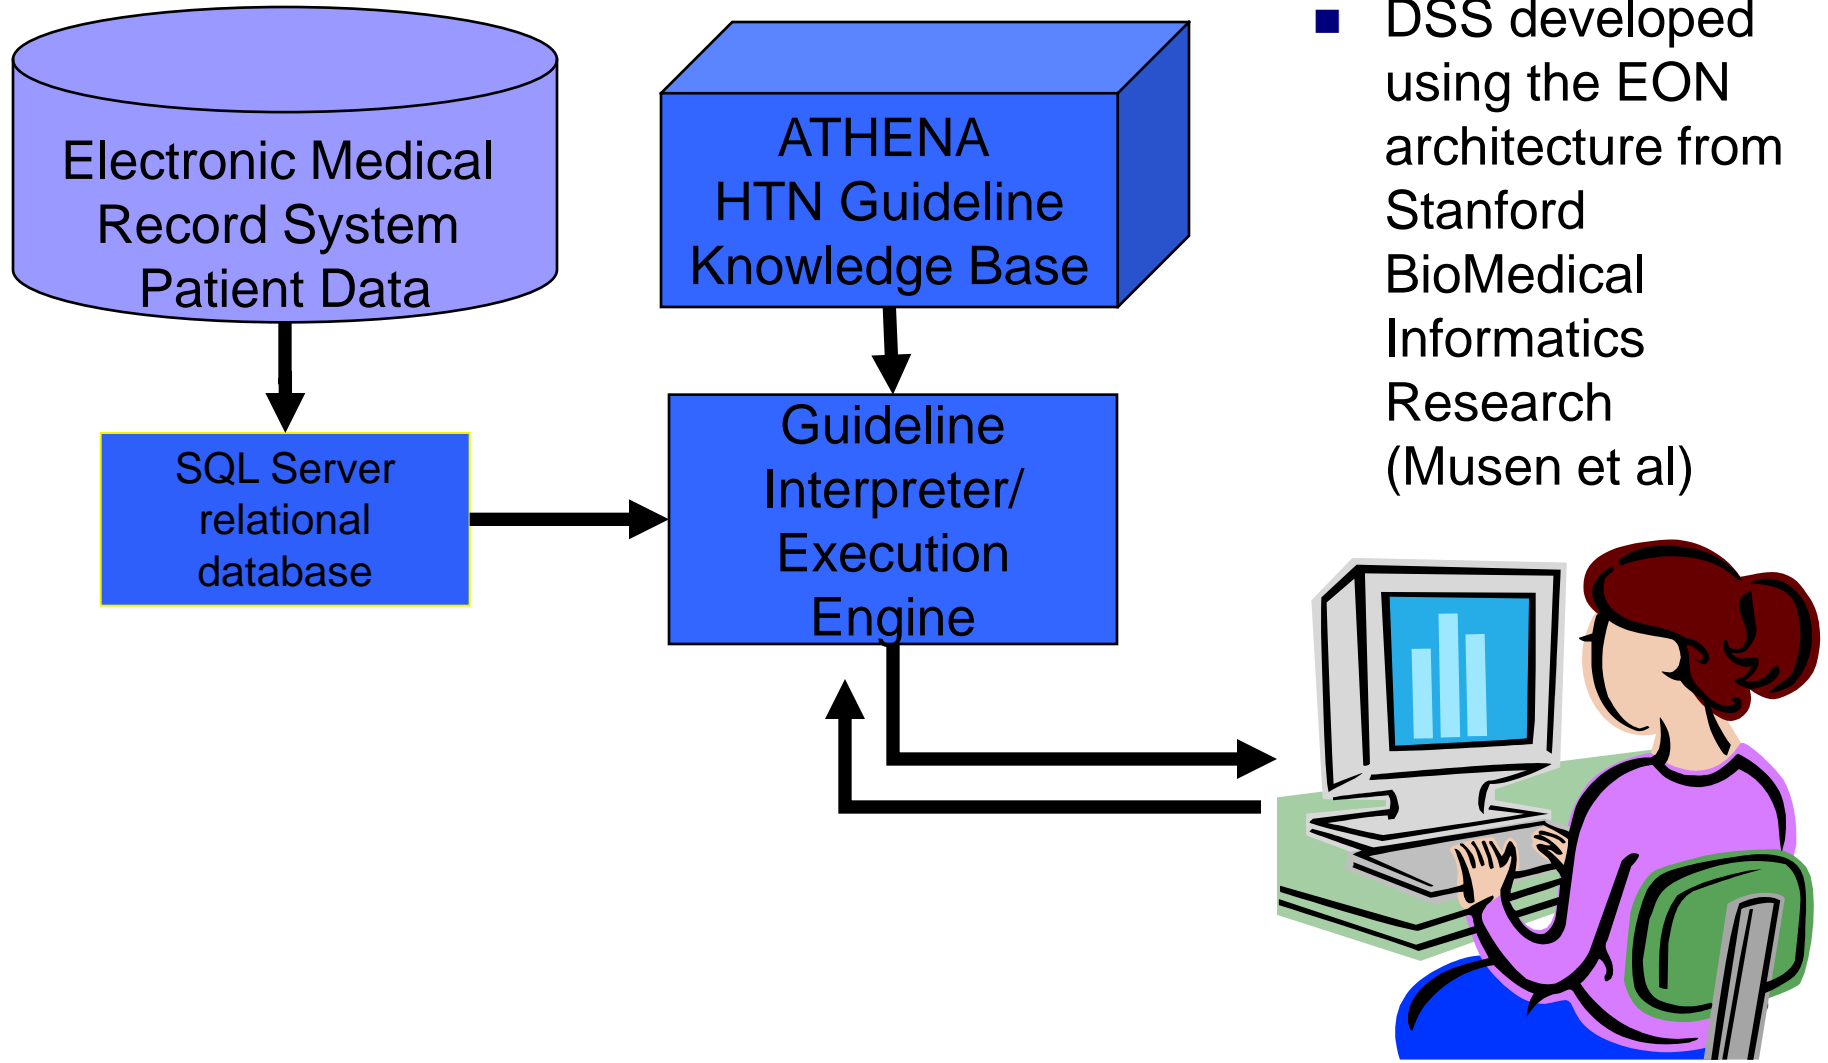 Electronic Medical
Record System
Patient Data
ATHENA
HTN Guideline
Knowledge Base
SQL Server
relational
database
Guideline
Interpreter/
Execution
Engine
DSS developed
using the EON
architecture from
Stanford
BioMedical
Informatics
Research
(Musen et al)